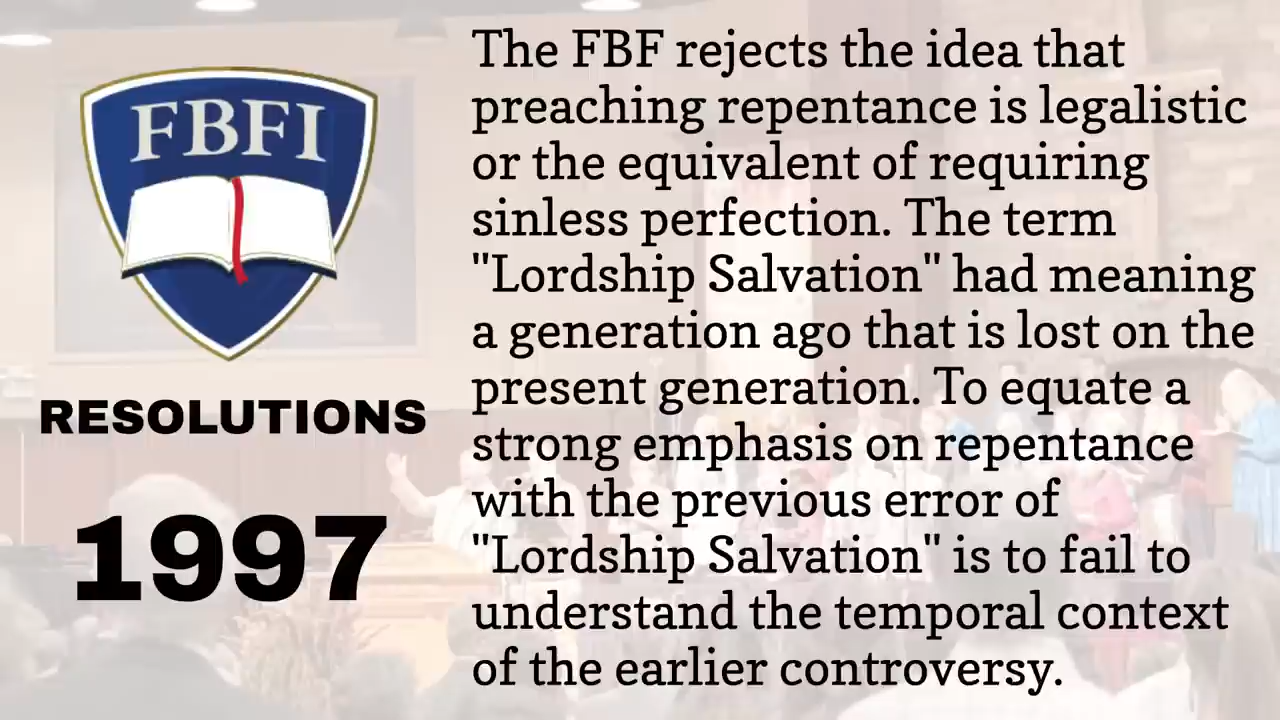 FBFI
RESOLUTIONS
1997
The FBF rejects the idea that
preaching repentance is legalistic
or the equivalent of requiring
sinless perfection. The term
"Lordship Salvation" had meaning
a generation ago that is lost on the
present generation. To equate a
strong emphasis on repentance
with the previous error of
"Lordship Salvation" is to fail to
understand the temporal context
of the earlier controversy.